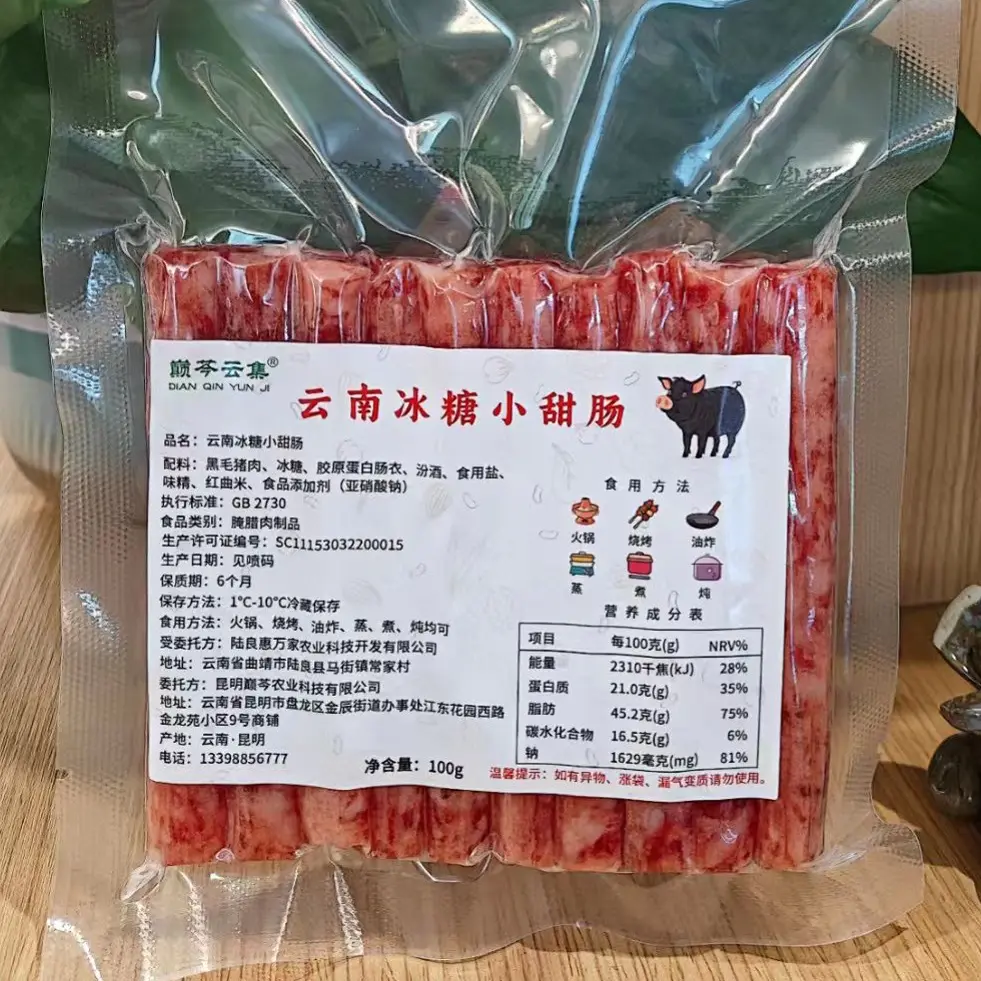 巅芩云集®
DIAN QIN YUN JI
云南冰糖小甜肠
品名：云南冰糖小甜肠
配料：黑毛猪肉、冰糖、胶原蛋白肠衣、汾酒、食用盐、
味精、红曲米、食品添加剂（亚硝酸钠）
执行标准：GB 2730
食品类别：腌腊肉制品
生产许可证编号：SC11153032200015
生产日期：见喷码
保质期：6个月
保存方法：1℃-10℃冷藏保存
食用方法：火锅、烧烤、油炸、蒸、煮、炖均可
受委托方：陆良惠万家农业科技开发有限公司
地址：云南省曲靖市陆良县马街镇常家村
委托方：昆明巅芩农业科技有限公司
地址：云南省昆明市盘龙区金辰街道办事处江东花园西路
金龙苑小区9号商铺
产地：云南·昆明
电话：13398856777
净含量：100g
食用方法
火锅 烧烤 油炸
蒸 煮 炖
营养成分表
项目 每100克(g) NRV%
能量 2310千焦(kJ) 28%
蛋白质 21.0克(g) 35%
脂肪 45.2克(g) 75%
碳水化合物 16.5克(g) 6%
钠 1629毫克(mg) 81%
温馨提示：如有异物、涨袋、漏气变质请勿使用。